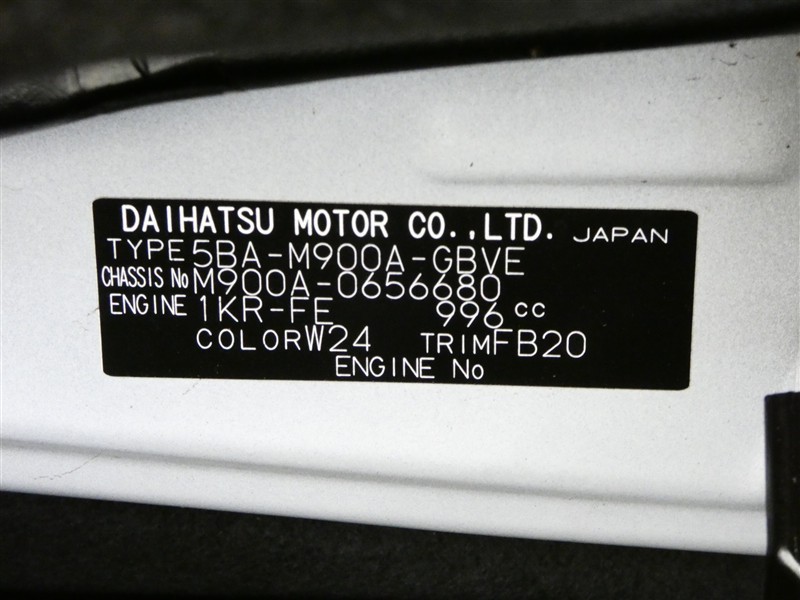 DAIHATSU MOTOR CO.,LTD. JAPAN
TYPE 5BA-M900A-GBVE
CHASSIS No M900A-0656680
ENGINE 1KR-FE 996 cc
COLOR W24 TRIM FB20
ENGINE No